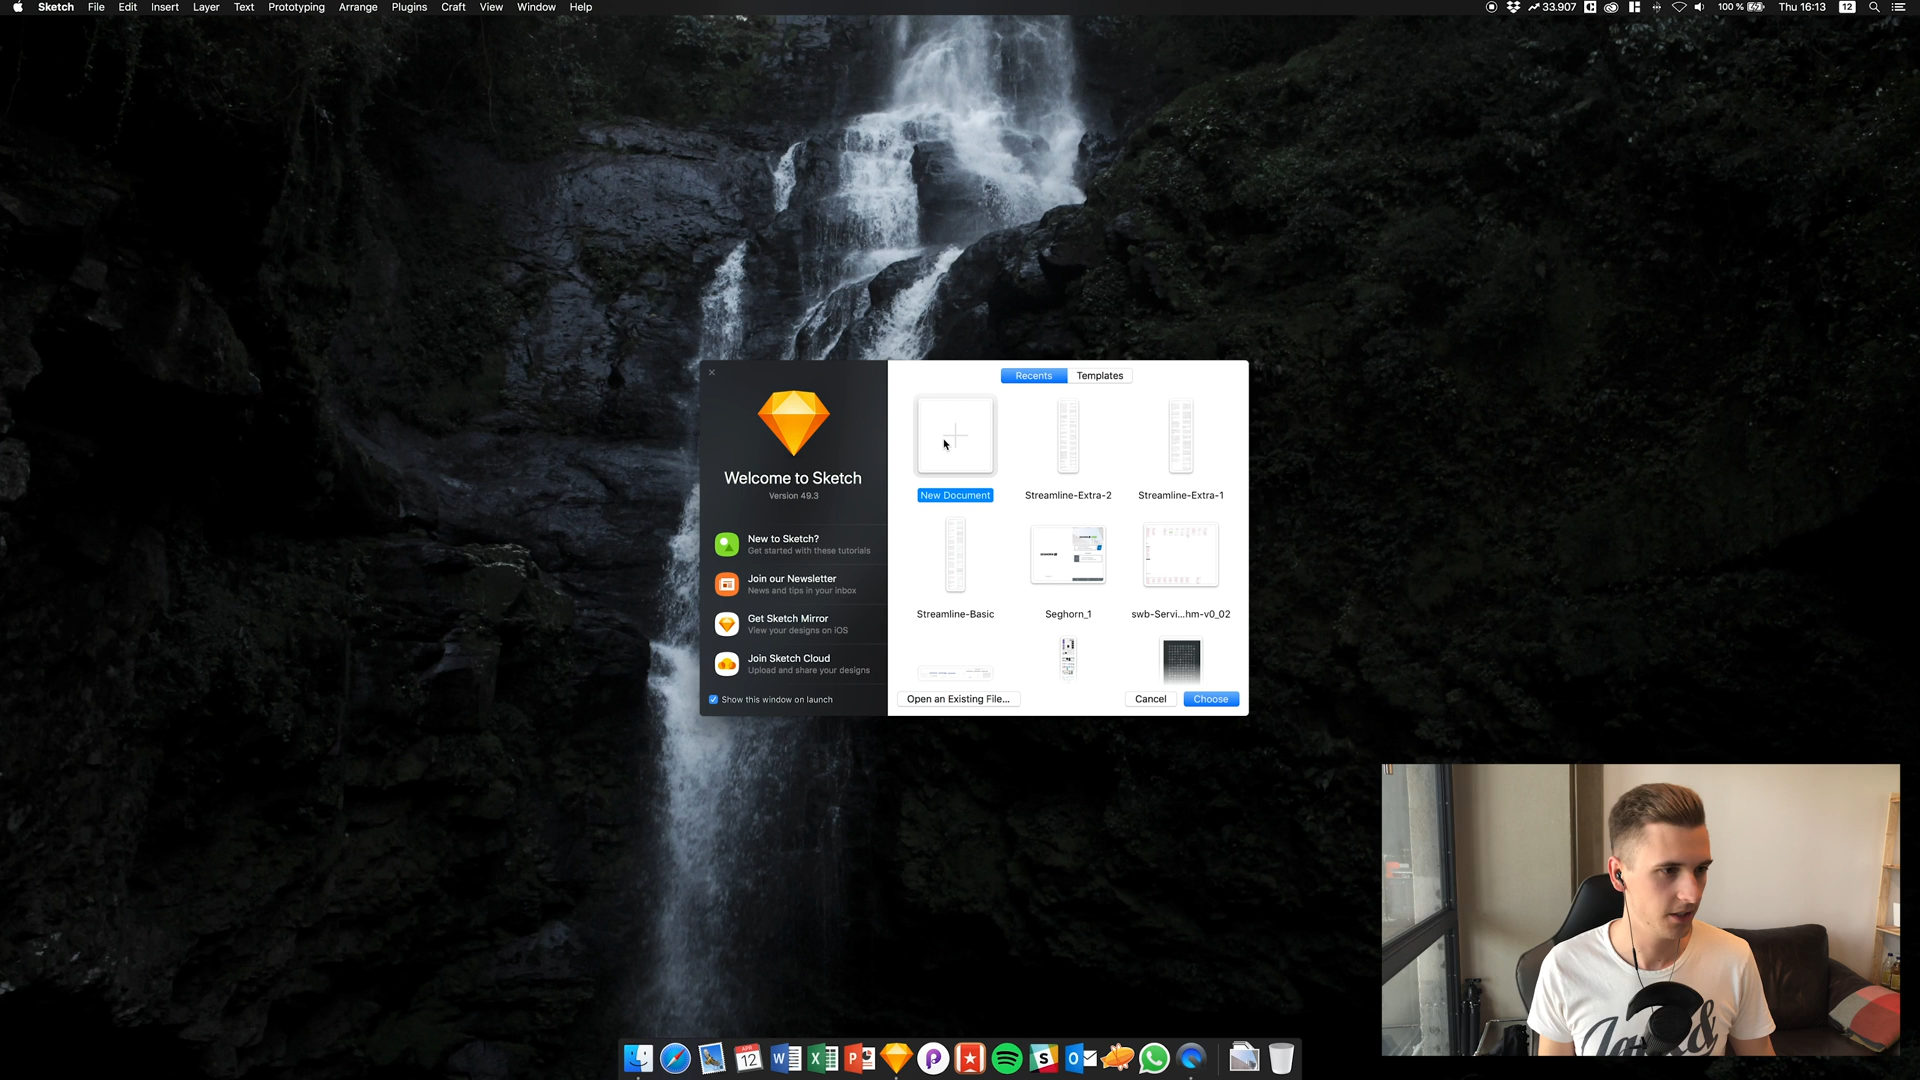 Sketch File Edit Insert Layer Text Prototyping Arrange Plugins Craft View Window Help
33.907 100 % Thu 16:13 12
Recents Templates
Welcome to Sketch
Version 49.3
New to Sketch?
Get started with these tutorials
Join our Newsletter
News and tips in your inbox
Get Sketch Mirror
View your designs on iOS
Join Sketch Cloud
Upload and share your designs
Show this window on launch
New Document Streamline-Extra-2 Streamline-Extra-1
Streamline-Basic Seghorn_1 swb-Servi...hm-v0_02
Open an Existing File... Cancel Choose
APR
12